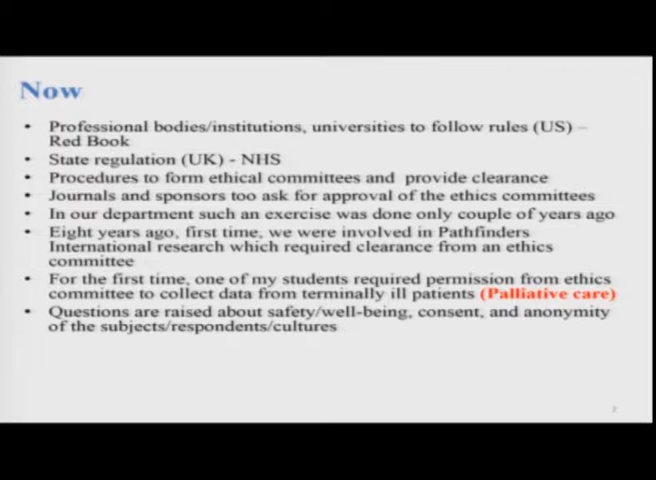 Now
• Professional bodies/institutions, universities to follow rules (US) –
Red Book
• State regulation (UK) - NHS
• Procedures to form ethical committees and provide clearance
• Journals and sponsors too ask for approval of the ethics committees
• In our department such an exercise was done only couple of years ago
• Eight years ago, first time, we were involved in Pathfinders
International research which required clearance from an ethics
committee
• For the first time, one of my students required permission from ethics
committee to collect data from terminally ill patients (Palliative care)
• Questions are raised about safety/well-being, consent, and anonymity
of the subjects/respondents/cultures